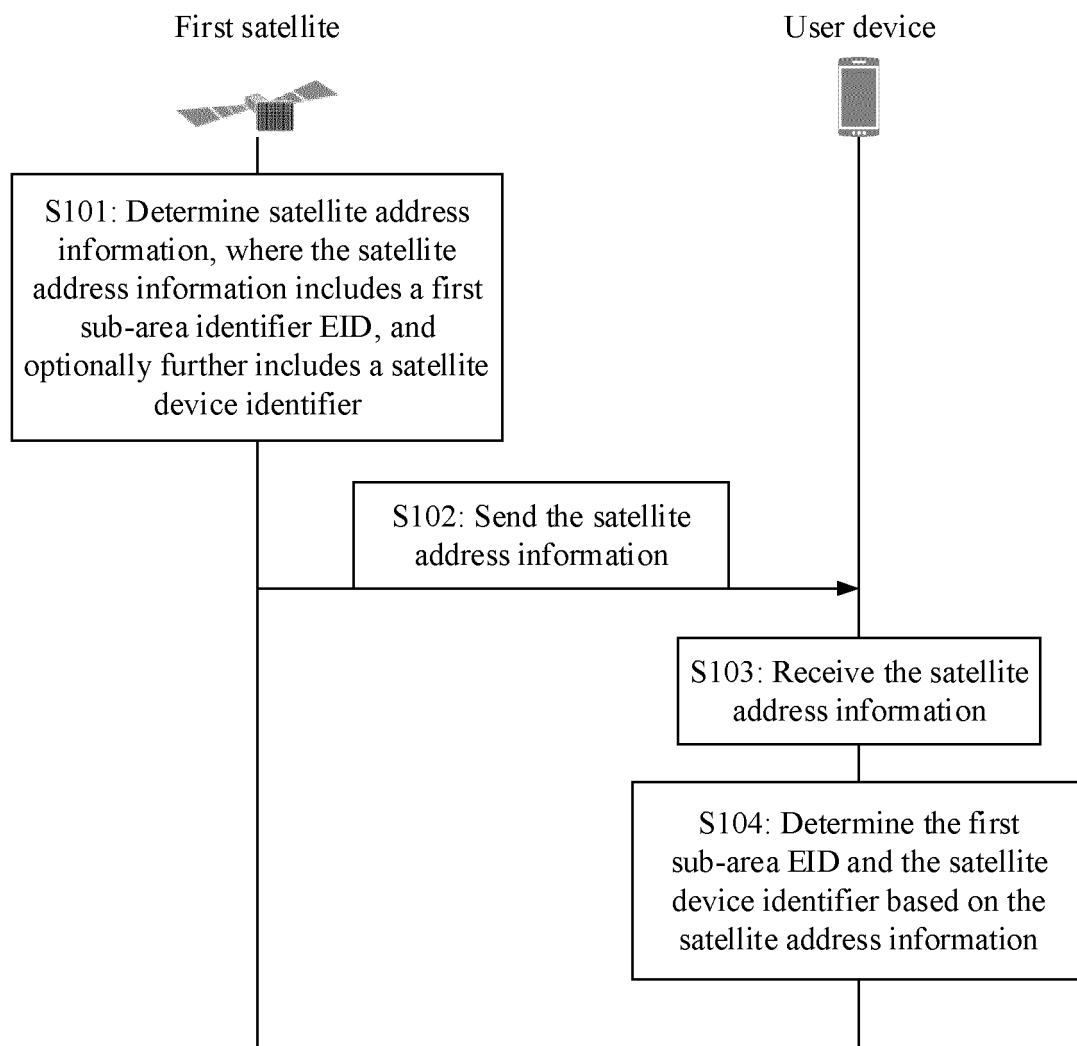 First satellite
User device
S101: Determine satellite address
information, where the satellite
address information includes a first
sub-area identifier EID, and
optionally further includes a satellite
device identifier
S102: Send the satellite
address information
S103: Receive the satellite
address information
S104: Determine the first
sub-area EID and the satellite
device identifier based on the
satellite address information